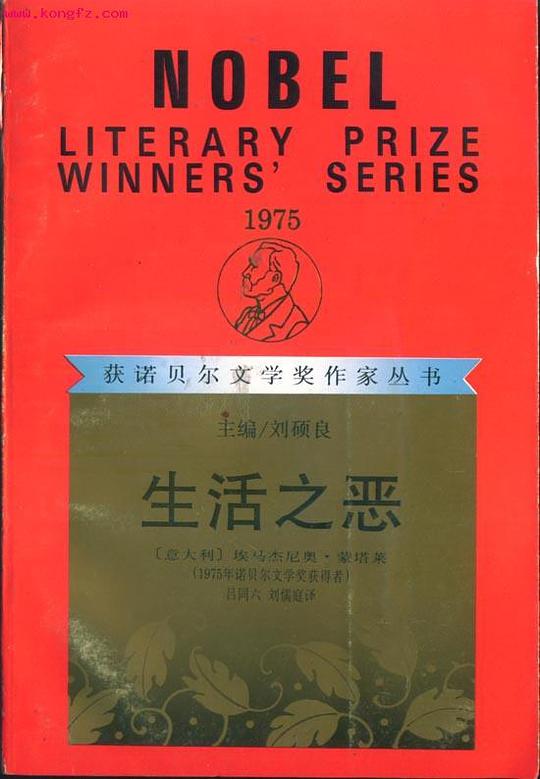 www.kongfz.com
NOBEL
LITERARY PRIZE
WINNERS' SERIES
1975
获诺贝尔文学奖作家丛书
主编/刘硕良
生活之恶
〔意大利〕埃马杰尼奥·蒙塔莱
(1975年诺贝尔文学奖获得者)
吕同六 刘儒庭译